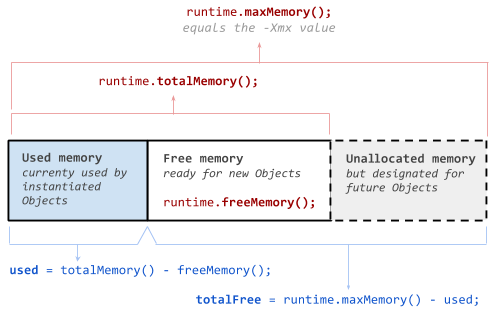 runtime.maxMemory();
equals the -Xmx value
runtime.totalMemory();
Used memory
currenty used by
instantiated
Objects
Free memory
ready for new Objects
runtime.freeMemory();
Unallocated memory
but designated for
future Objects
used = totalMemory() - freeMemory();
totalFree = runtime.maxMemory() - used;